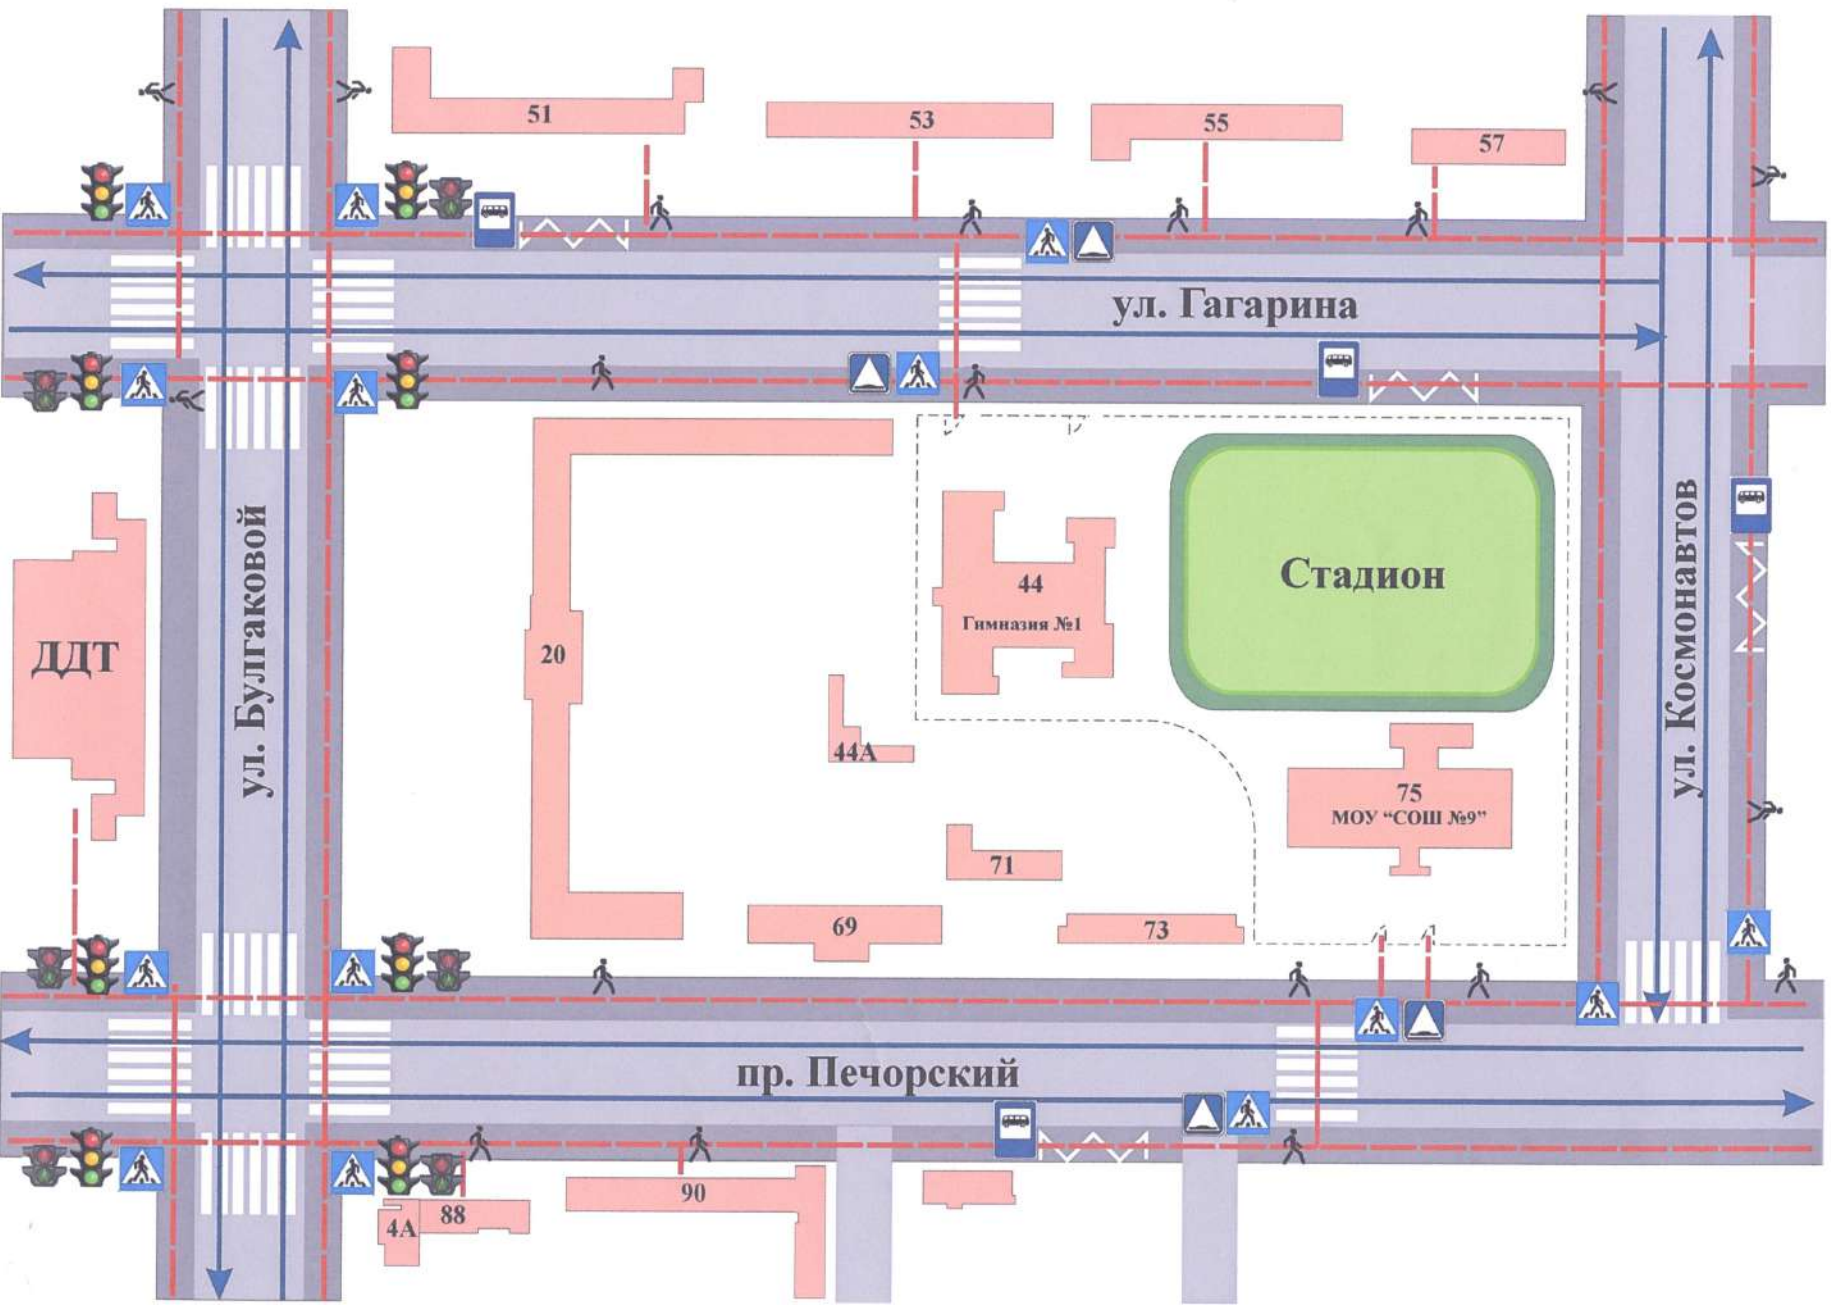 51
53
55
57
ул. Гагарина
ул. Булгаковой
ул. Космонавтов
Стадион
44
Гимназия №1
ДДТ
20
44А
75
МОУ “СОШ №9”
71
69
73
пр. Печорский
90
88
4А